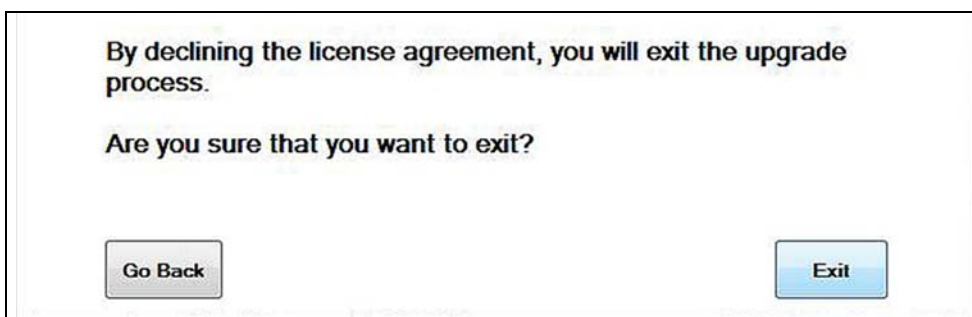 By declining the license agreement, you will exit the upgrade
process.
Are you sure that you want to exit?
Go Back
Exit